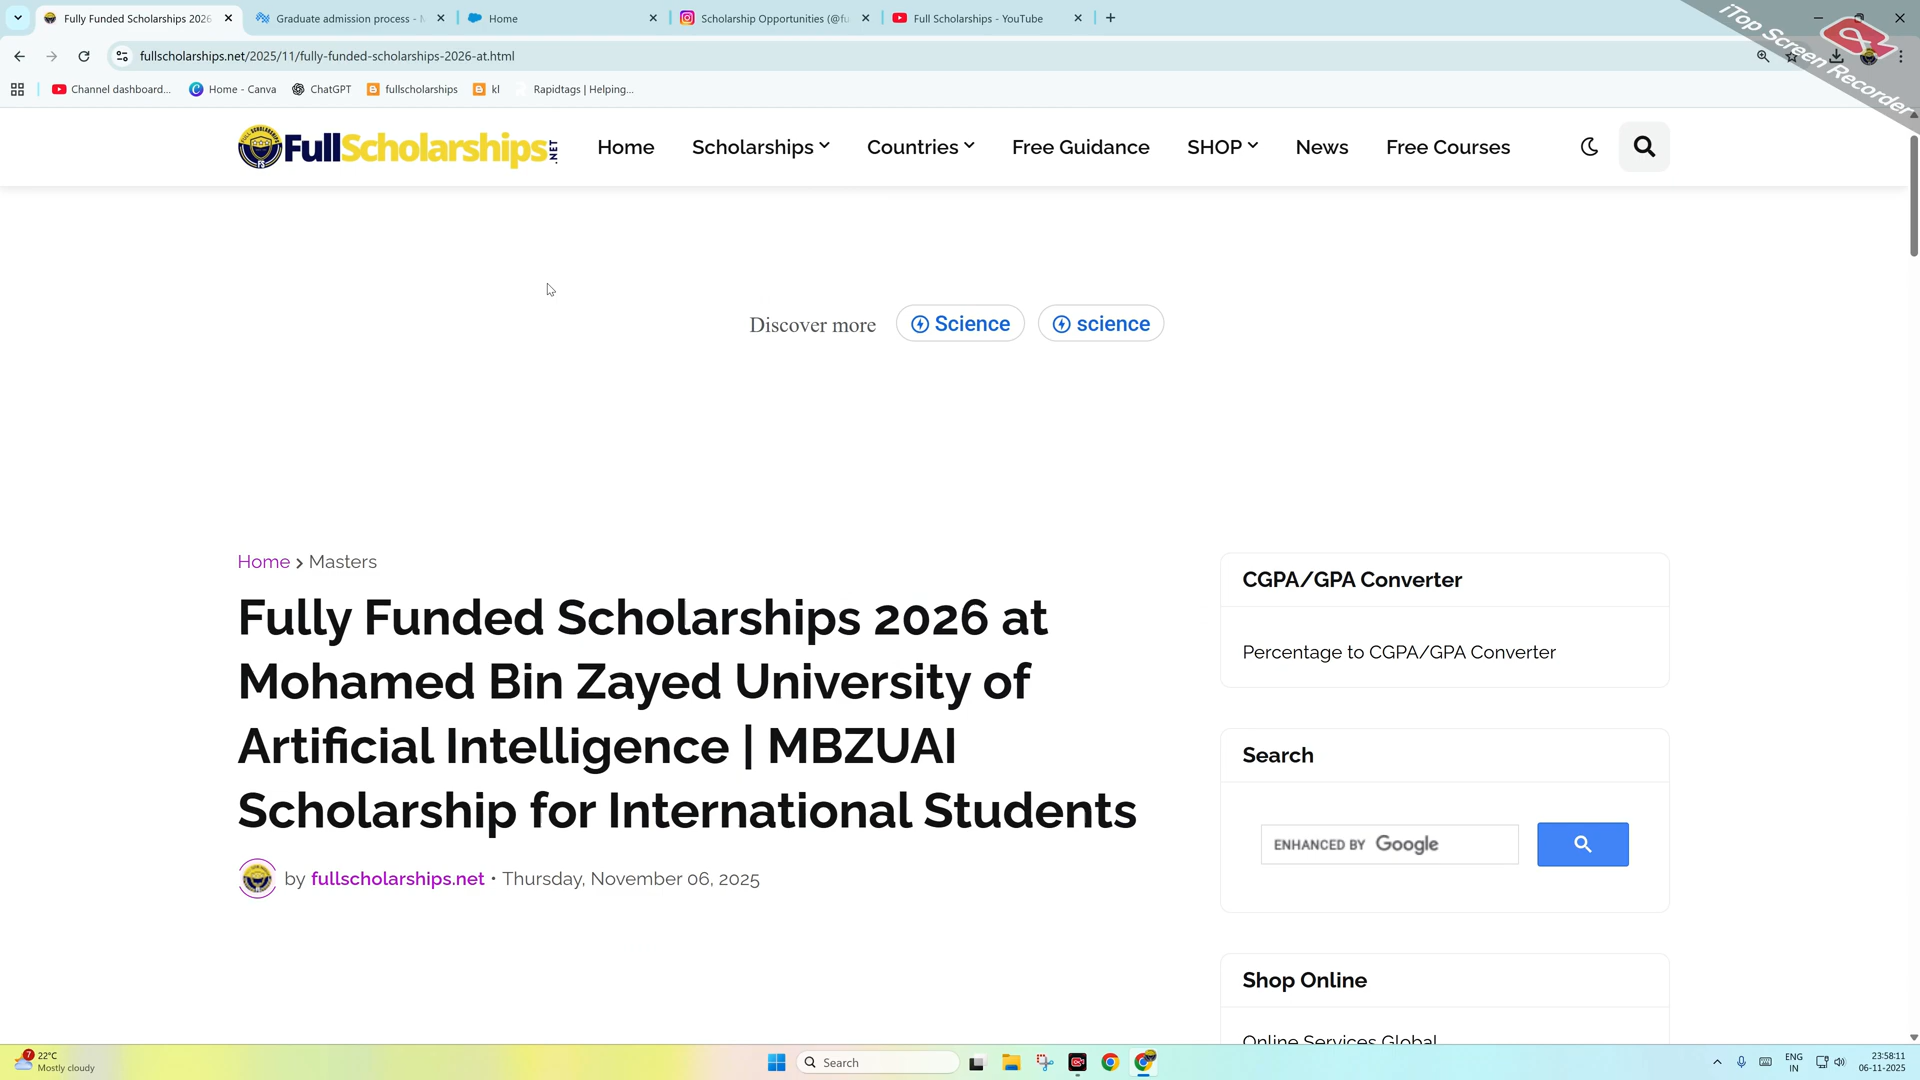 Fully Funded Scholarships 2026
Graduate admission process - M
Home
Scholarship Opportunities (@fu
Full Scholarships - YouTube
iTop Screen Recorder
fullscholarships.net/2025/11/fully-funded-scholarships-2026-at.html
Channel dashboard...
Home - Canva
ChatGPT
fullscholarships
kl
Rapidtags | Helping...
FullScholarships.NET
Home
Scholarships
Countries
Free Guidance
SHOP
News
Free Courses
Discover more
Science
science
Home > Masters
Fully Funded Scholarships 2026 at
Mohamed Bin Zayed University of
Artificial Intelligence | MBZUAI
Scholarship for International Students
by fullscholarships.net • Thursday, November 06, 2025
CGPA/GPA Converter
Percentage to CGPA/GPA Converter
Search
ENHANCED BY Google
Shop Online
Online Services Global
7
22°C
Mostly cloudy
Search
ENG
IN
23:58:11
06-11-2025